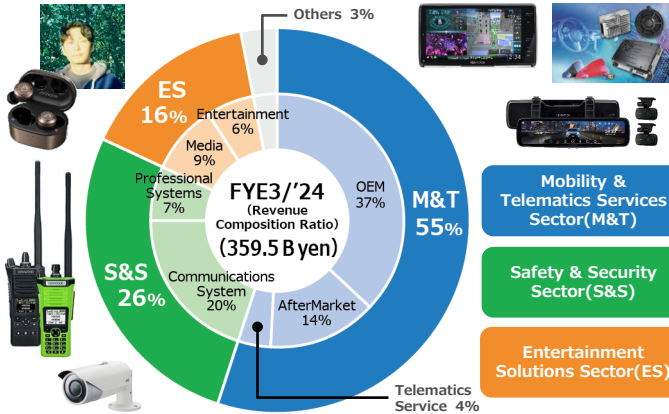 Others 3%
ES
16%
Entertainment
6%
Media
9%
Professional
Systems
7%
FYE3/'24
(Revenue
Composition Ratio)
(359.5 B yen)
OEM
37%
M&T
55%
S&S
26%
Communications
System
20%
AfterMarket
14%
Telematics
Service 4%
Mobility &
Telematics Services
Sector(M&T)
Safety & Security
Sector(S&S)
Entertainment
Solutions Sector(ES)